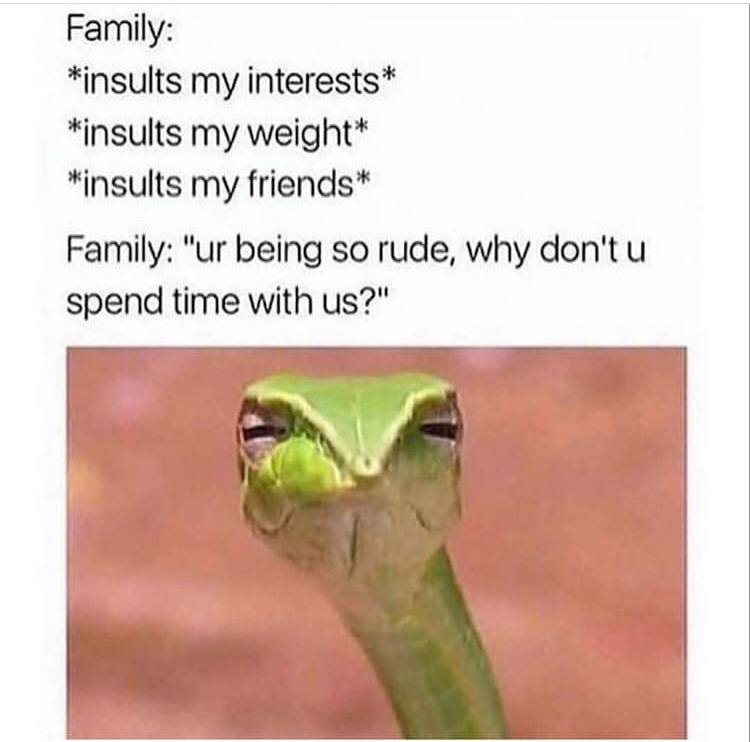 Family:
*insults my interests*
*insults my weight*
*insults my friends*
Family: "ur being so rude, why don't u
spend time with us?"